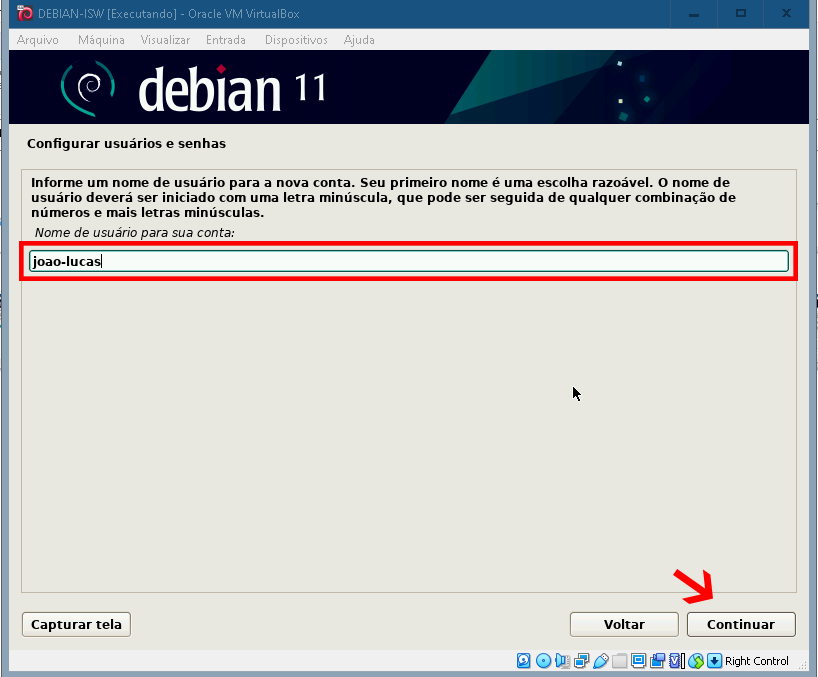 DEBIAN-ISW [Executando] - Oracle VM VirtualBox
Arquivo Máquina Visualizar Entrada Dispositivos Ajuda
debian 11
Configurar usuários e senhas
Informe um nome de usuário para a nova conta. Seu primeiro nome é uma escolha razoável. O nome de
usuário deverá ser iniciado com uma letra minúscula, que pode ser seguida de qualquer combinação de
números e mais letras minúsculas.
Nome de usuário para sua conta:
joao-lucas
Capturar tela
Voltar
Continuar
Right Control